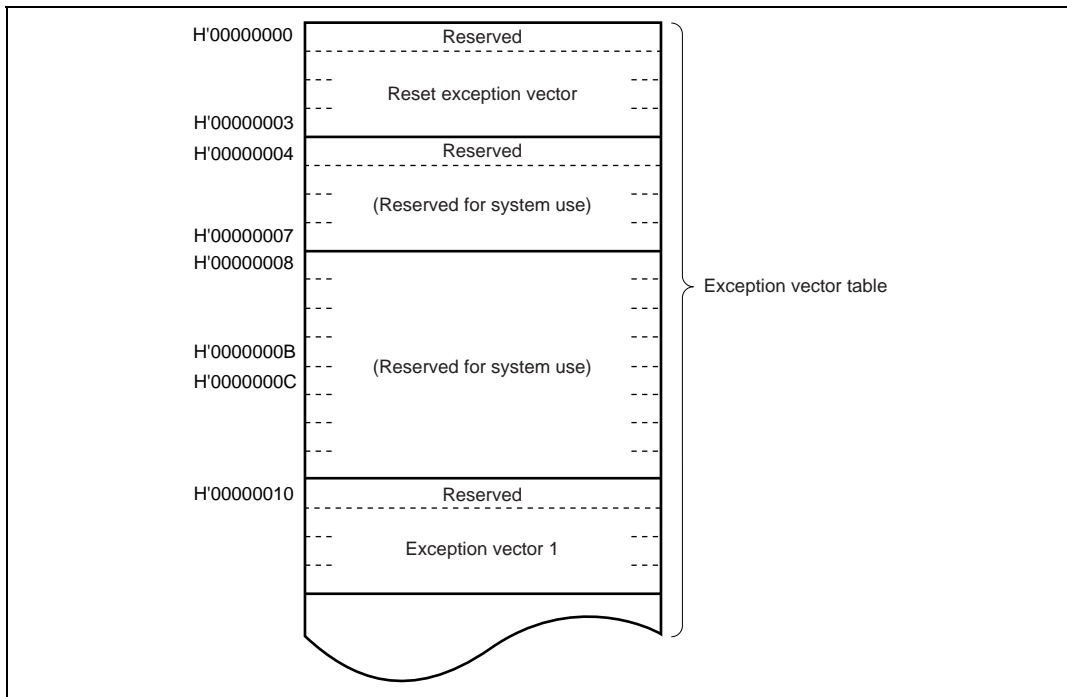 H'00000000
Reserved
Reset exception vector
H'00000003
H'00000004
Reserved
(Reserved for system use)
H'00000007
H'00000008
Exception vector table
H'0000000B
(Reserved for system use)
H'0000000C
H'00000010
Reserved
Exception vector 1